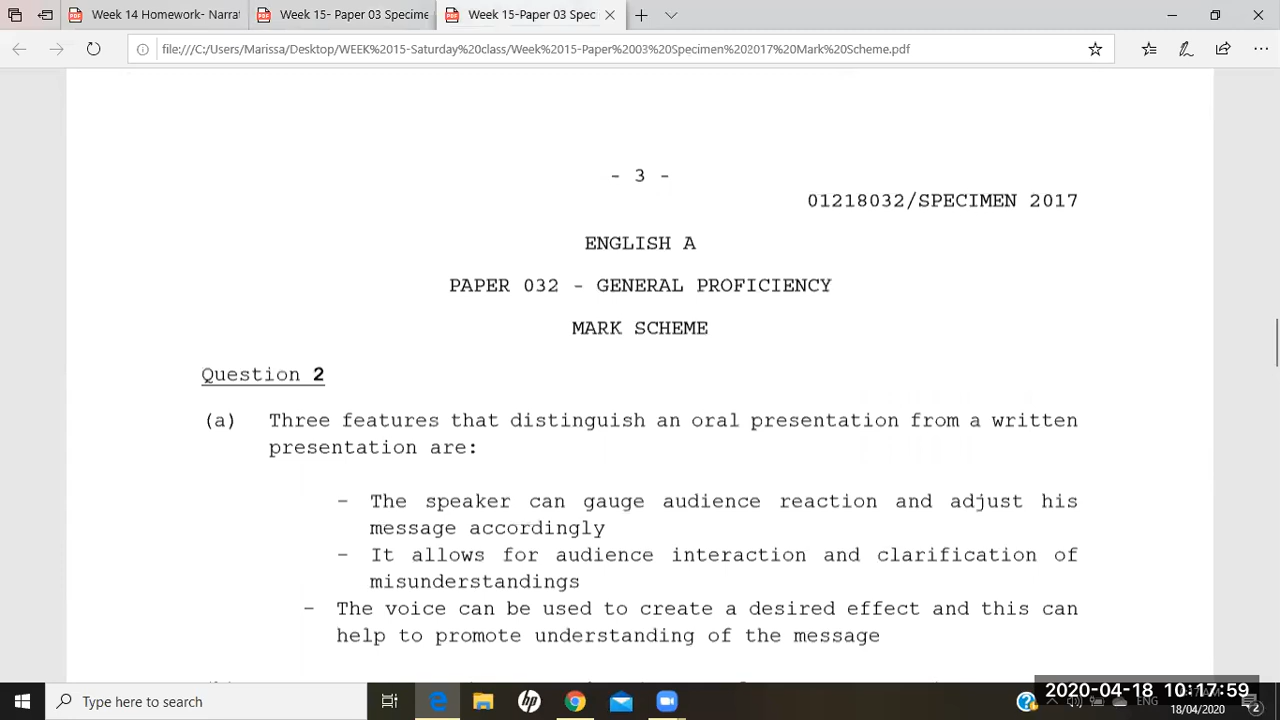 Week 14 Homework- Narrat
Week 15- Paper 03 Specime
Week 15-Paper 03 Spec
file:///C:/Users/Marissa/Desktop/WEEK%2015-Saturday%20class/Week%2015-Paper%2003%20Specimen%202017%20Mark%20Scheme.pdf
- 3 -
01218032/SPECIMEN 2017
ENGLISH A
PAPER 032 - GENERAL PROFICIENCY
MARK SCHEME
Question 2
(a) Three features that distinguish an oral presentation from a written
presentation are:
- The speaker can gauge audience reaction and adjust his
message accordingly
- It allows for audience interaction and clarification of
misunderstandings
- The voice can be used to create a desired effect and this can
help to promote understanding of the message
Type here to search
2020-04-18 10:17:59
ENG
18/04/2020
2